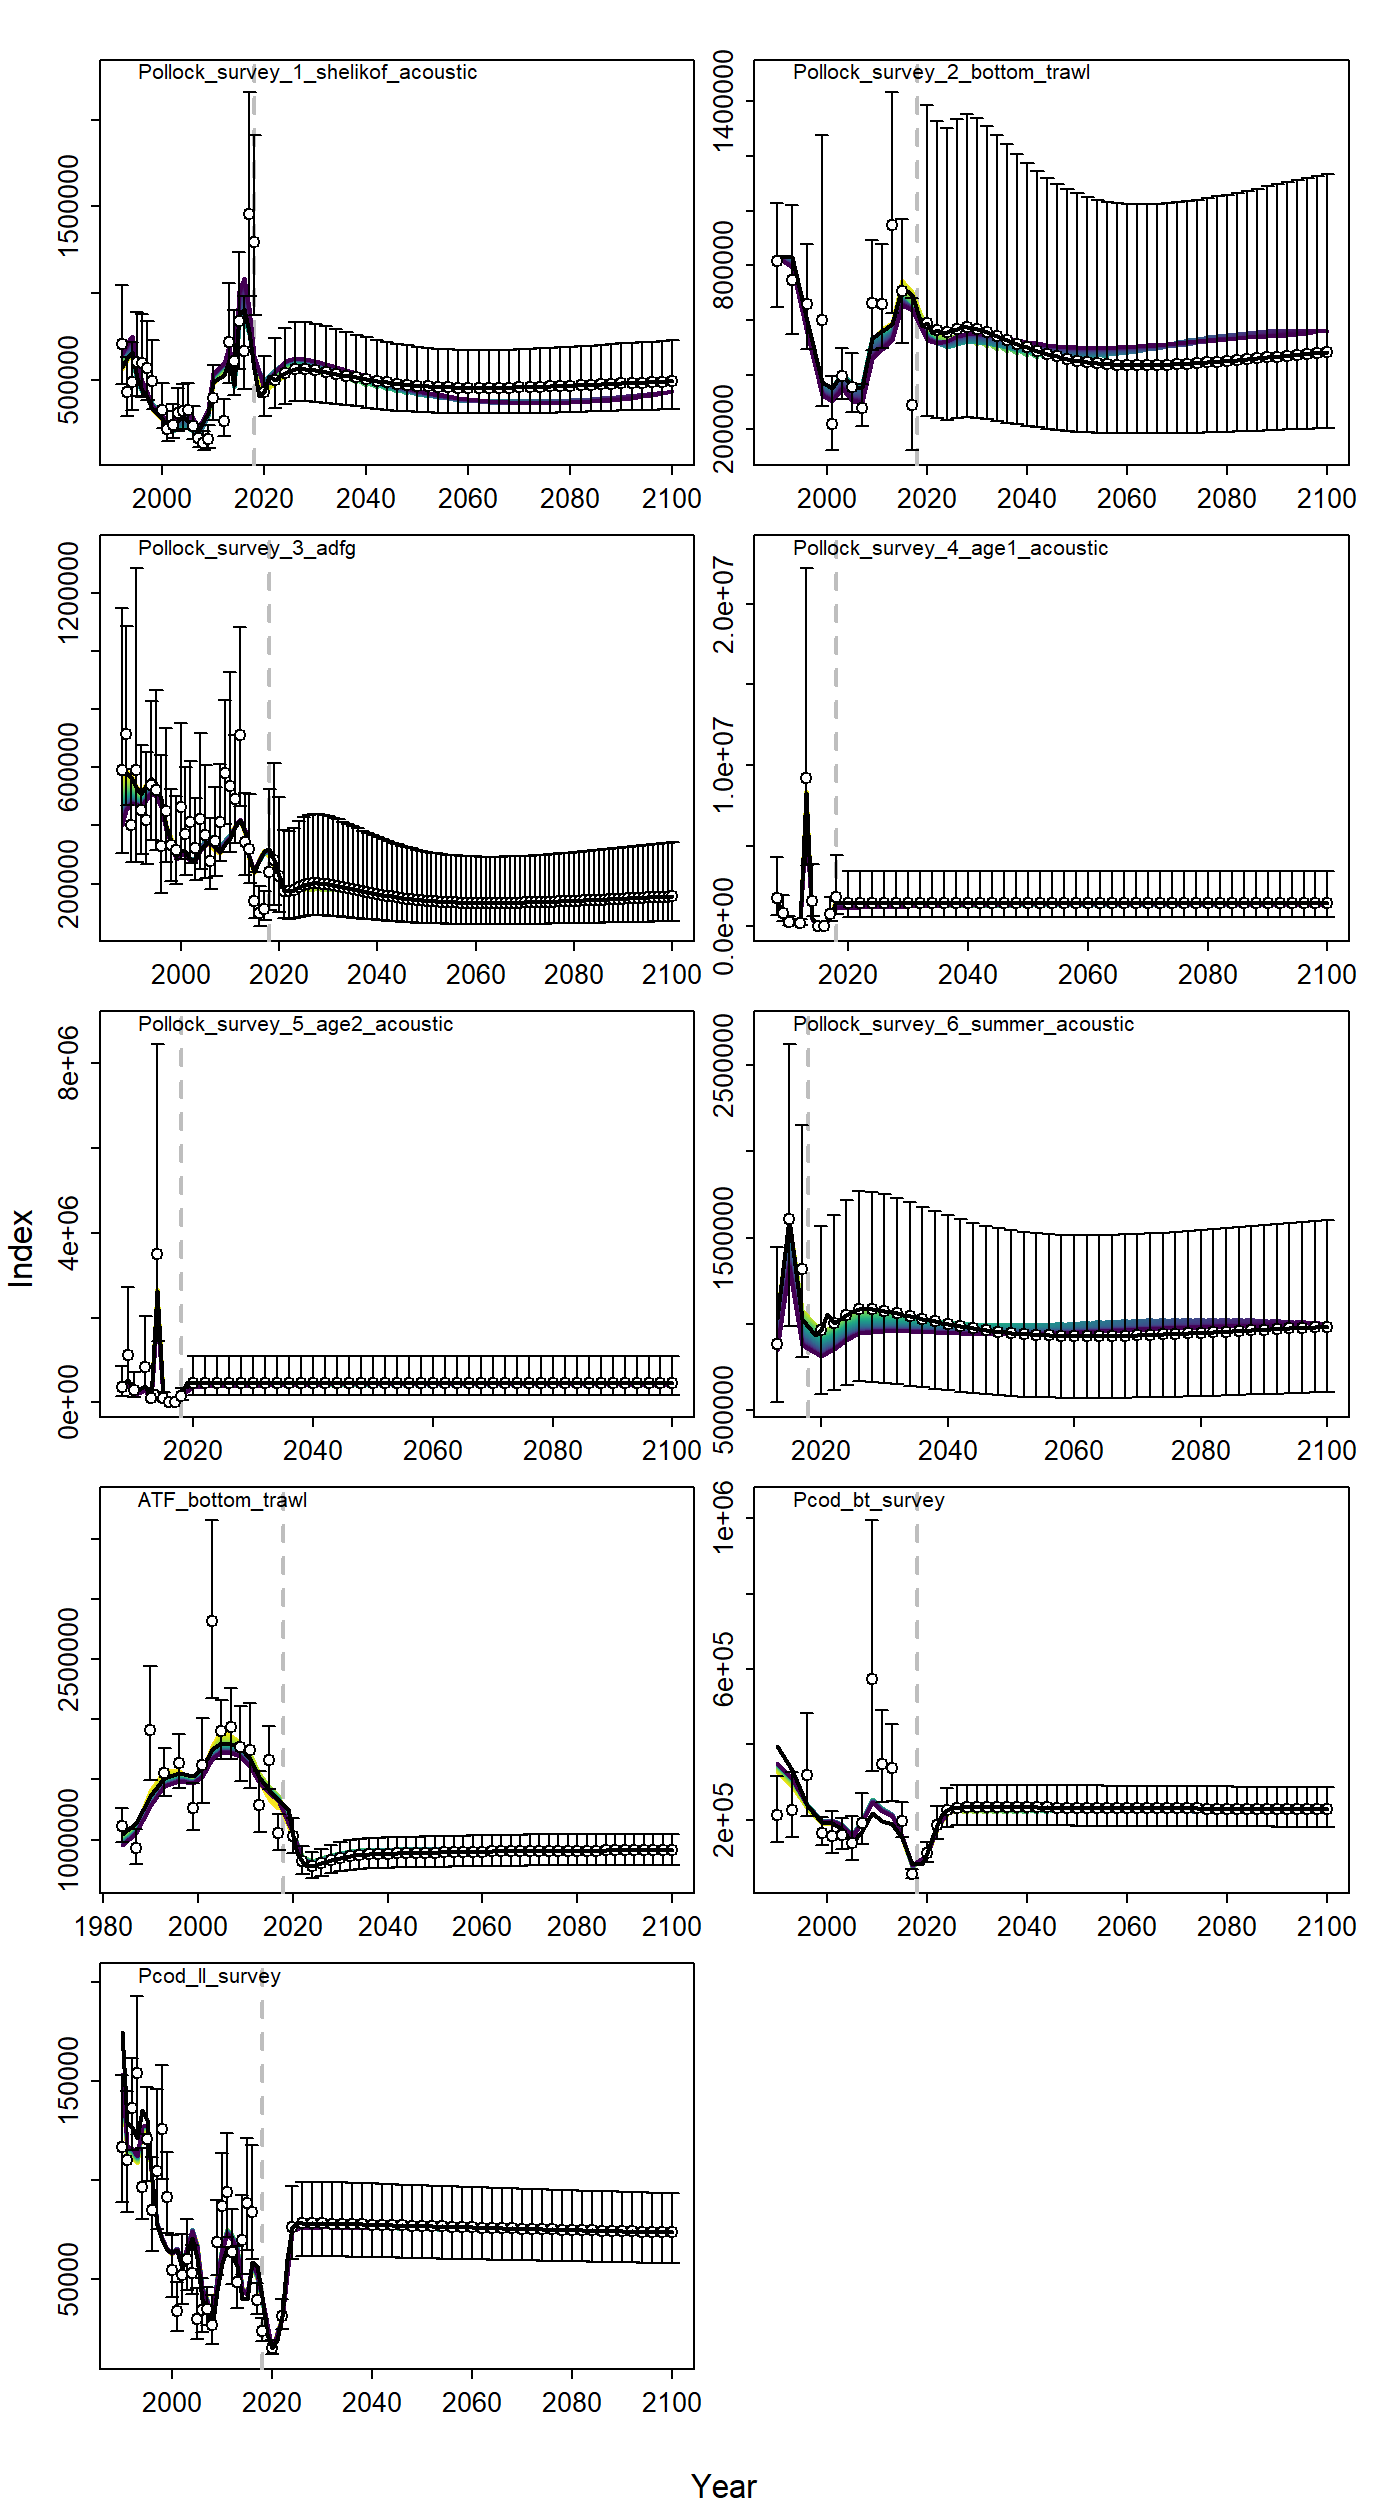 Pollock_survey_1_shelikof_acoustic
500000 1500000
2000 2020 2040 2060 2080 2100
Pollock_survey_2_bottom_trawl
200000 800000 1400000
2000 2020 2040 2060 2080 2100
Pollock_survey_3_adfg
200000 600000 1200000
2000 2020 2040 2060 2080 2100
Pollock_survey_4_age1_acoustic
0.0e+00 1.0e+07 2.0e+07
2020 2040 2060 2080 2100
Pollock_survey_5_age2_acoustic
0e+00 4e+06 8e+06
2020 2040 2060 2080 2100
Pollock_survey_6_summer_acoustic
500000 1500000 2500000
2020 2040 2060 2080 2100
Index
ATF_bottom_trawl
1000000 2500000
1980 2000 2020 2040 2060 2080 2100
Pcod_bt_survey
2e+05 6e+05 1e+06
2000 2020 2040 2060 2080 2100
Pcod_ll_survey
50000 150000
2000 2020 2040 2060 2080 2100
Year